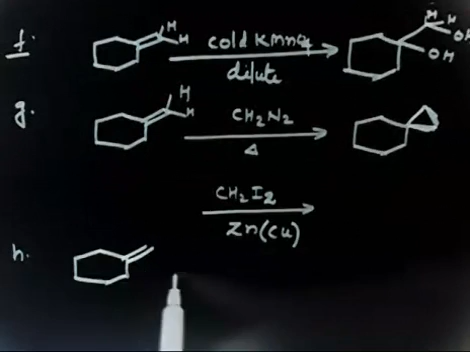 f.
H
H
cold KMnO4
dilute
H
H
OH
OH
g.
H
H
CH2N2
Δ
CH2I2
Zn(Cu)
h.